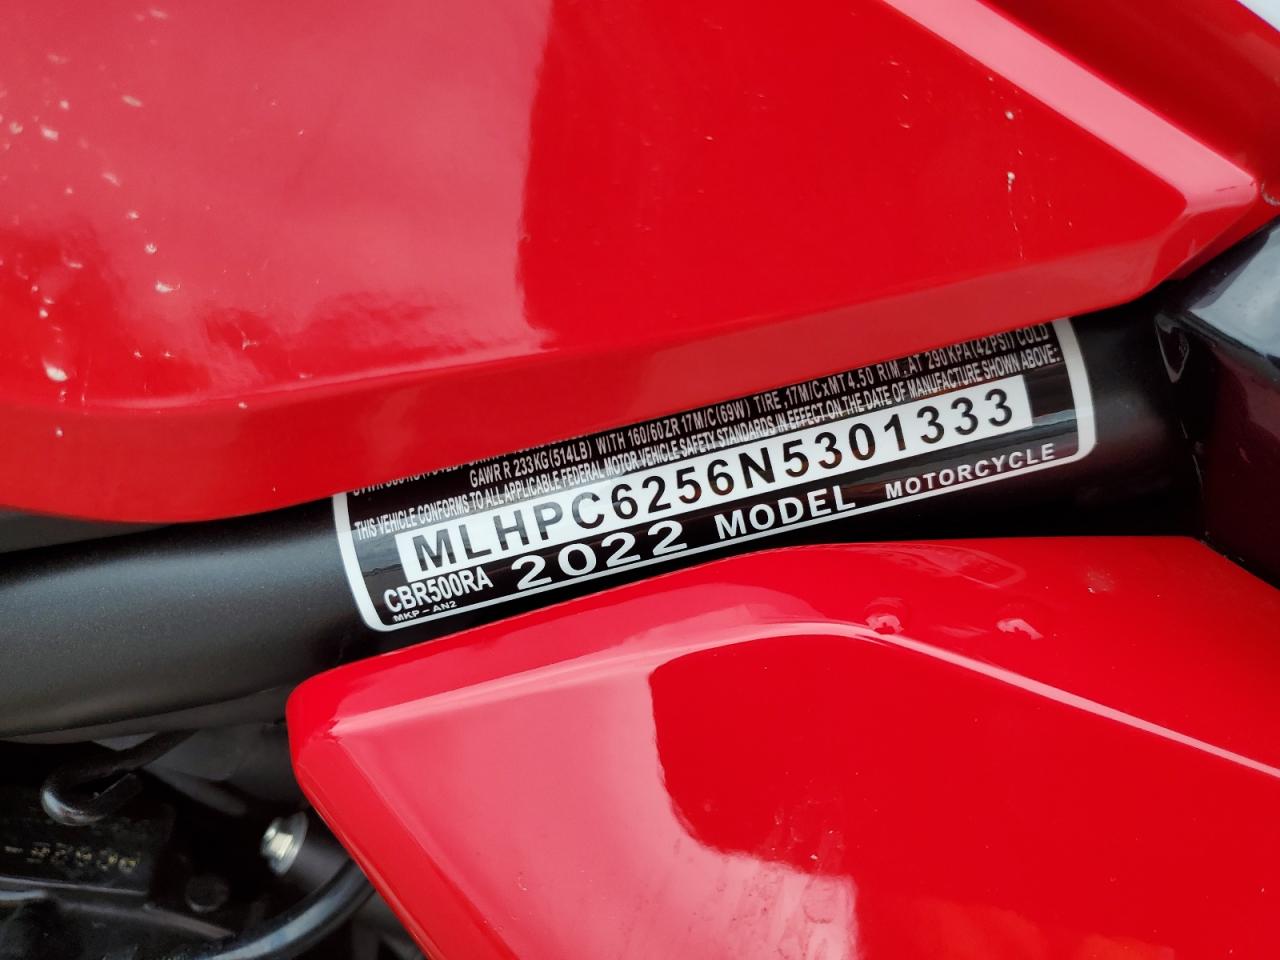 GAWR R 233KG(514LB) WITH 160/60ZR 17M/C(69W) TIRE, 17M/CxMT4.50 RIM, AT 290KPA(42PSI) COLD
THIS VEHICLE CONFORMS TO ALL APPLICABLE FEDERAL MOTOR VEHICLE SAFETY STANDARDS IN EFFECT ON THE DATE OF MANUFACTURE SHOWN ABOVE:
MLHPC6256N5301333
CBR500RA 2022 MODEL MOTORCYCLE
MKP-AN2